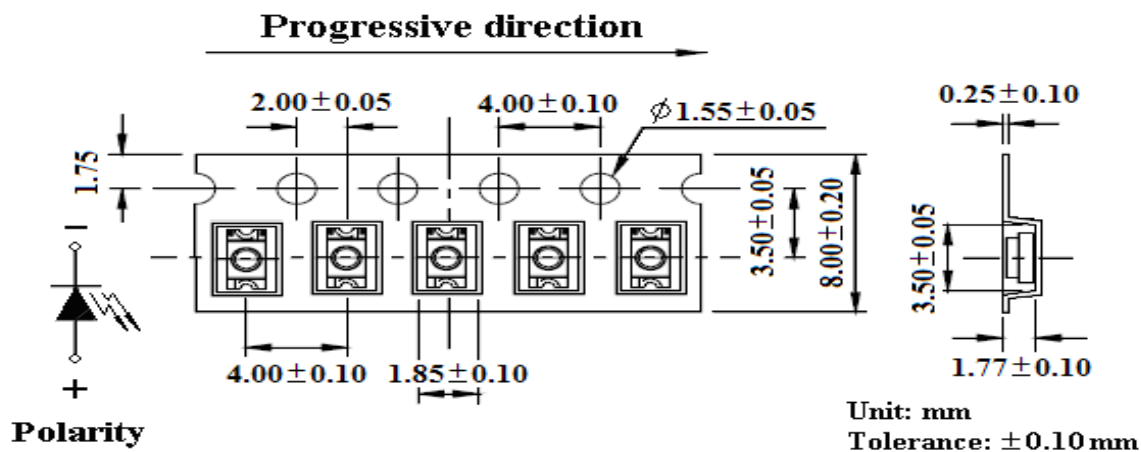 Progressive direction
2.00±0.05
4.00±0.10
ϕ1.55±0.05
0.25±0.10
1.75
3.50±0.05
8.00±0.20
3.50±0.05
−
+
4.00±0.10
1.85±0.10
1.77±0.10
Polarity
Unit: mm
Tolerance: ±0.10mm